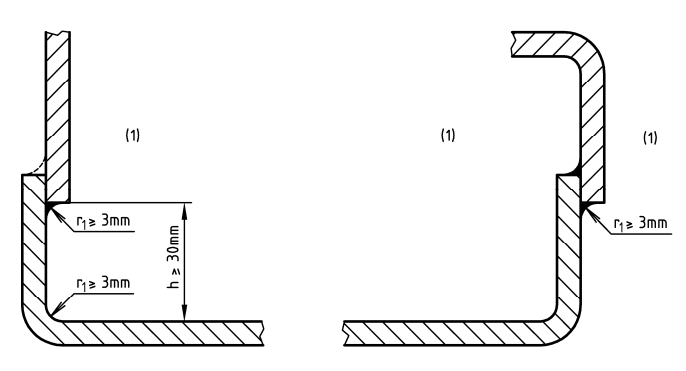 (1)
(1)
(1)
r1 ≥ 3mm
r1 ≥ 3mm
h ≥ 30mm
r1 ≥ 3mm